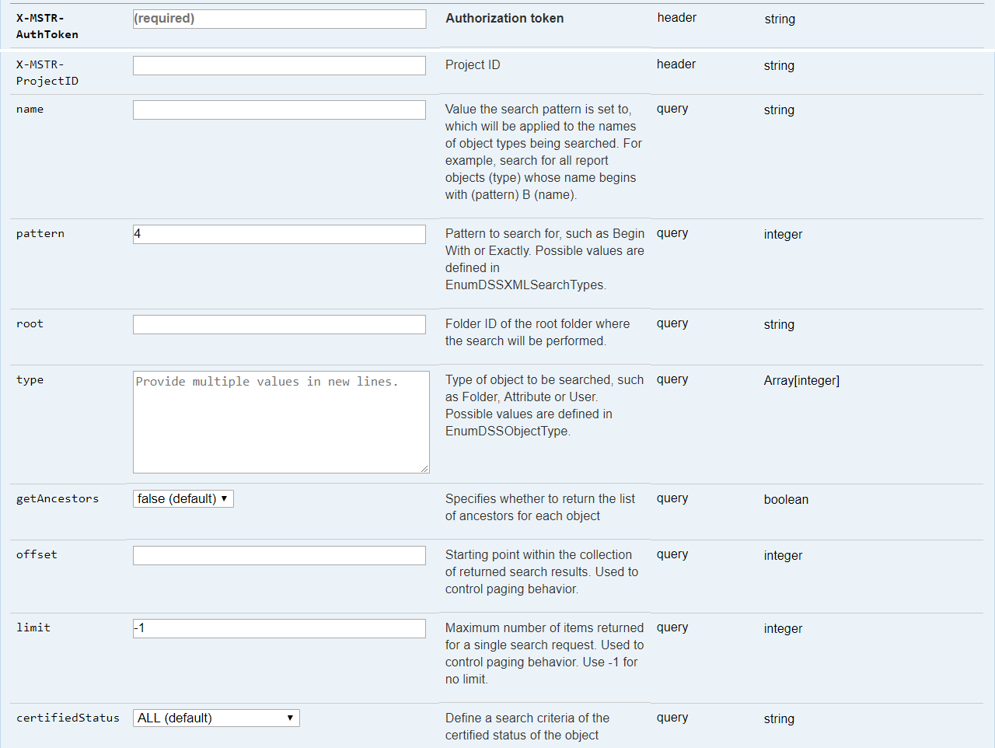 X-MSTR-
AuthToken
(required)
Authorization token
header
string
X-MSTR-
ProjectID
Project ID
header
string
name
Value the search pattern is set to,
which will be applied to the names
of object types being searched. For
example, search for all report
objects (type) whose name begins
with (pattern) B (name).
query
string
pattern
4
Pattern to search for, such as Begin
With or Exactly. Possible values are
defined in
EnumDSSXMLSearchTypes.
query
integer
root
Folder ID of the root folder where
the search will be performed.
query
string
type
Provide multiple values in new lines.
Type of object to be searched, such
as Folder, Attribute or User.
Possible values are defined in
EnumDSSObjectType.
query
Array[integer]
getAncestors
false (default)
Specifies whether to return the list
of ancestors for each object
query
boolean
offset
Starting point within the collection
of returned search results. Used to
control paging behavior.
query
integer
limit
-1
Maximum number of items returned
for a single search request. Used to
control paging behavior. Use -1 for
no limit.
query
integer
certifiedStatus
ALL (default)
Define a search criteria of the
certified status of the object
query
string